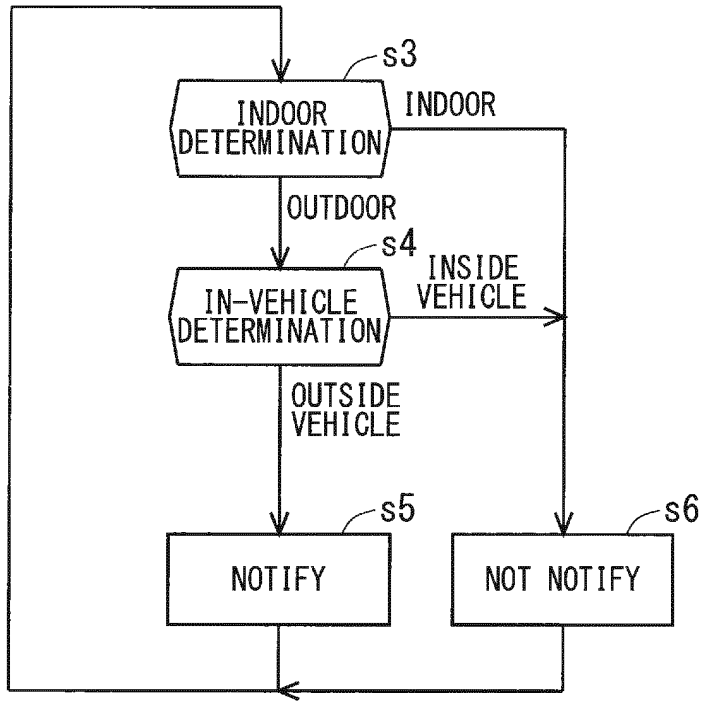 s3
INDOOR
DETERMINATION
INDOOR
OUTDOOR
s4
IN-VEHICLE
DETERMINATION
INSIDE
VEHICLE
OUTSIDE
VEHICLE
s5
NOTIFY
s6
NOT NOTIFY